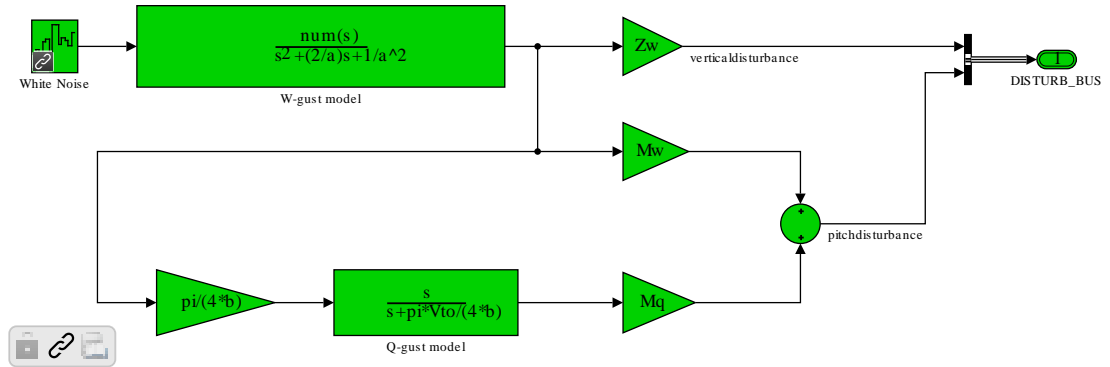 White Noise
num(s)
s2+(2/a)s+1/a^2
W-gust model
Zw
verticaldisturbance
1
DISTURB_BUS
Mw
+
+
pitchdisturbance
pi/(4*b)
s
s+pi*Vto/(4*b)
Q-gust model
Mq